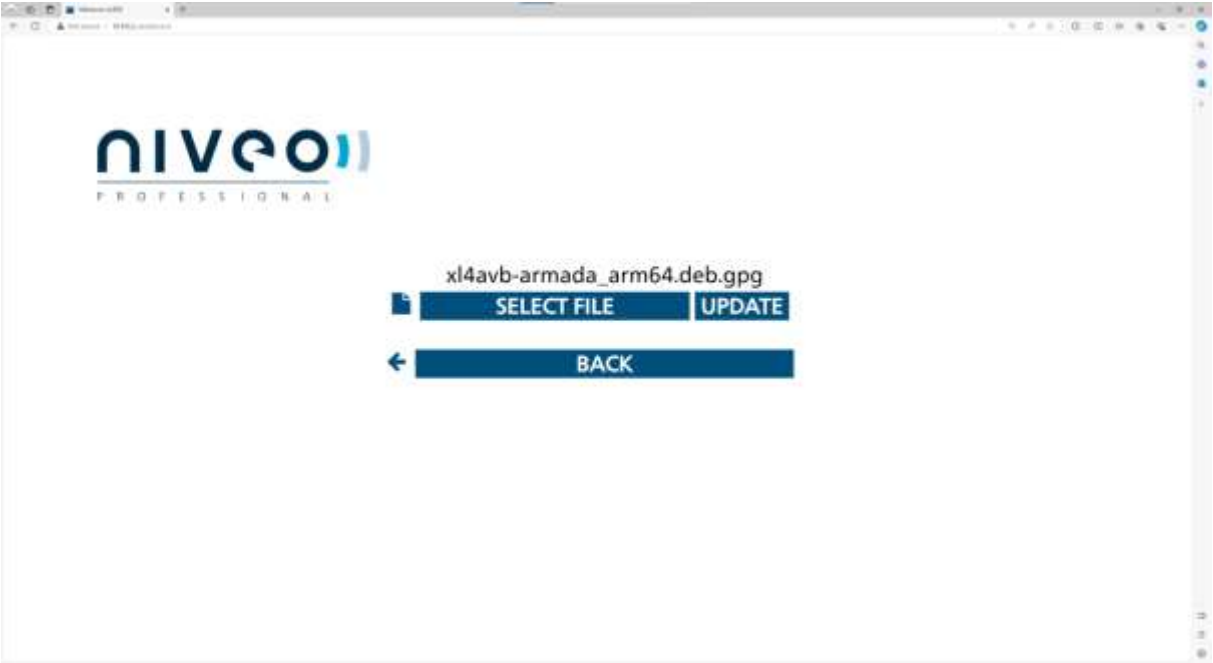 niveo
PROFESSIONAL
xl4avb-armada_arm64.deb.gpg
SELECT FILE
UPDATE
BACK